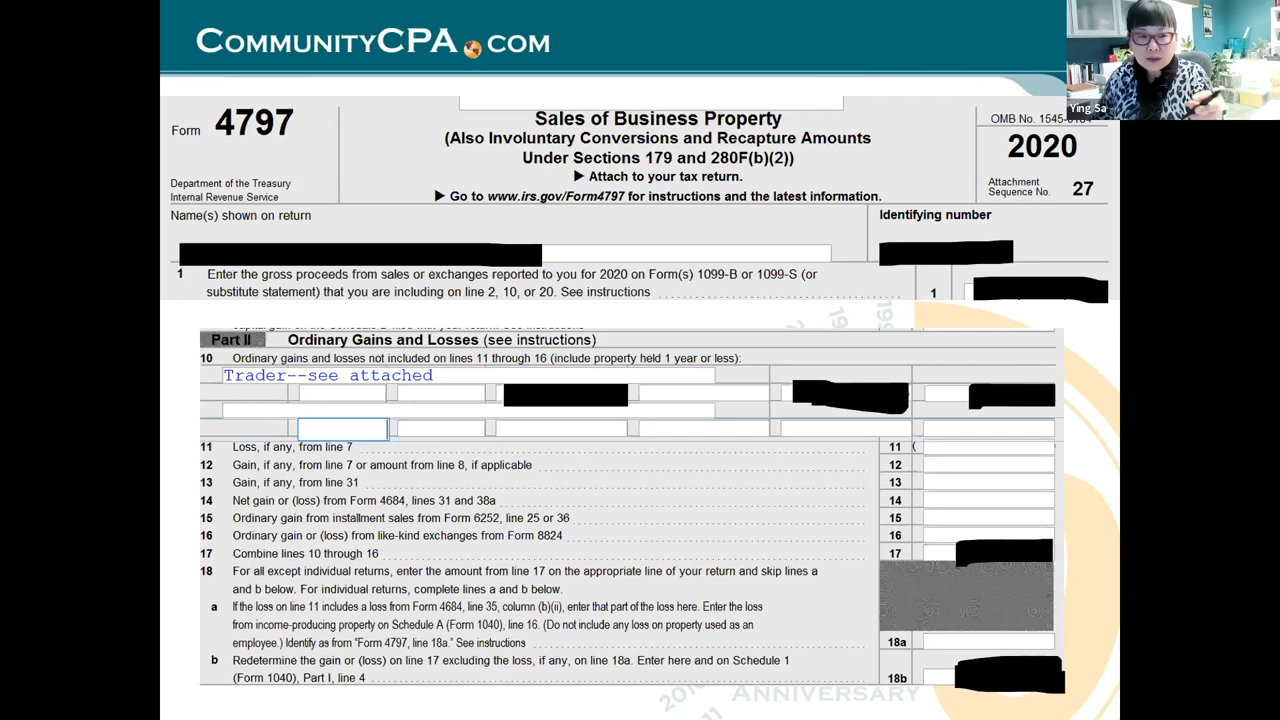 COMMUNITYCPA.COM
Ying Sa
Form 4797
Department of the Treasury
Internal Revenue Service
Sales of Business Property
(Also Involuntary Conversions and Recapture Amounts
Under Sections 179 and 280F(b)(2))
▶ Attach to your tax return.
▶ Go to www.irs.gov/Form4797 for instructions and the latest information.
OMB No. 1545-0184
2020
Attachment
Sequence No. 27
Name(s) shown on return
Identifying number
1 Enter the gross proceeds from sales or exchanges reported to you for 2020 on Form(s) 1099-B or 1099-S (or
substitute statement) that you are including on line 2, 10, or 20. See instructions 1
Part II Ordinary Gains and Losses (see instructions)
10 Ordinary gains and losses not included on lines 11 through 16 (include property held 1 year or less):
Trader--see attached
11 Loss, if any, from line 7 11 (
12 Gain, if any, from line 7 or amount from line 8, if applicable 12
13 Gain, if any, from line 31 13
14 Net gain or (loss) from Form 4684, lines 31 and 38a 14
15 Ordinary gain from installment sales from Form 6252, line 25 or 36 15
16 Ordinary gain or (loss) from like-kind exchanges from Form 8824 16
17 Combine lines 10 through 16 17
18 For all except individual returns, enter the amount from line 17 on the appropriate line of your return and skip lines a
and b below. For individual returns, complete lines a and b below.
a If the loss on line 11 includes a loss from Form 4684, line 35, column (b)(ii), enter that part of the loss here. Enter the loss
from income-producing property on Schedule A (Form 1040), line 16. (Do not include any loss on property used as an
employee.) Identify as from "Form 4797, line 18a." See instructions 18a
b Redetermine the gain or (loss) on line 17 excluding the loss, if any, on line 18a. Enter here and on Schedule 1
(Form 1040), Part I, line 4 18b
ANNIVERSARY